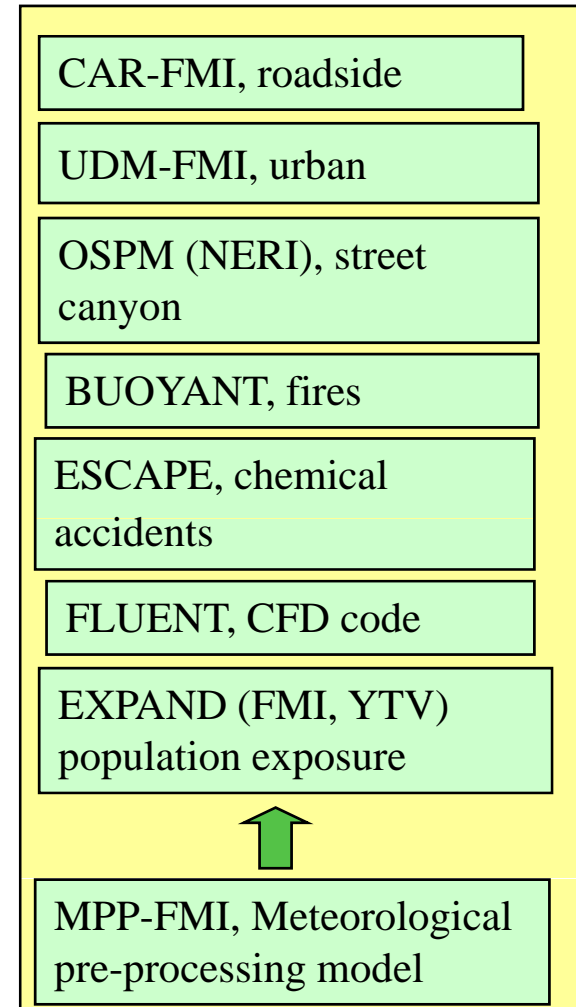 CAR-FMI, roadside
UDM-FMI, urban
OSPM (NERI), street
canyon
BUOYANT, fires
ESCAPE, chemical
accidents
FLUENT, CFD code
EXPAND (FMI, YTV)
population exposure
MPP-FMI, Meteorological
pre-processing model